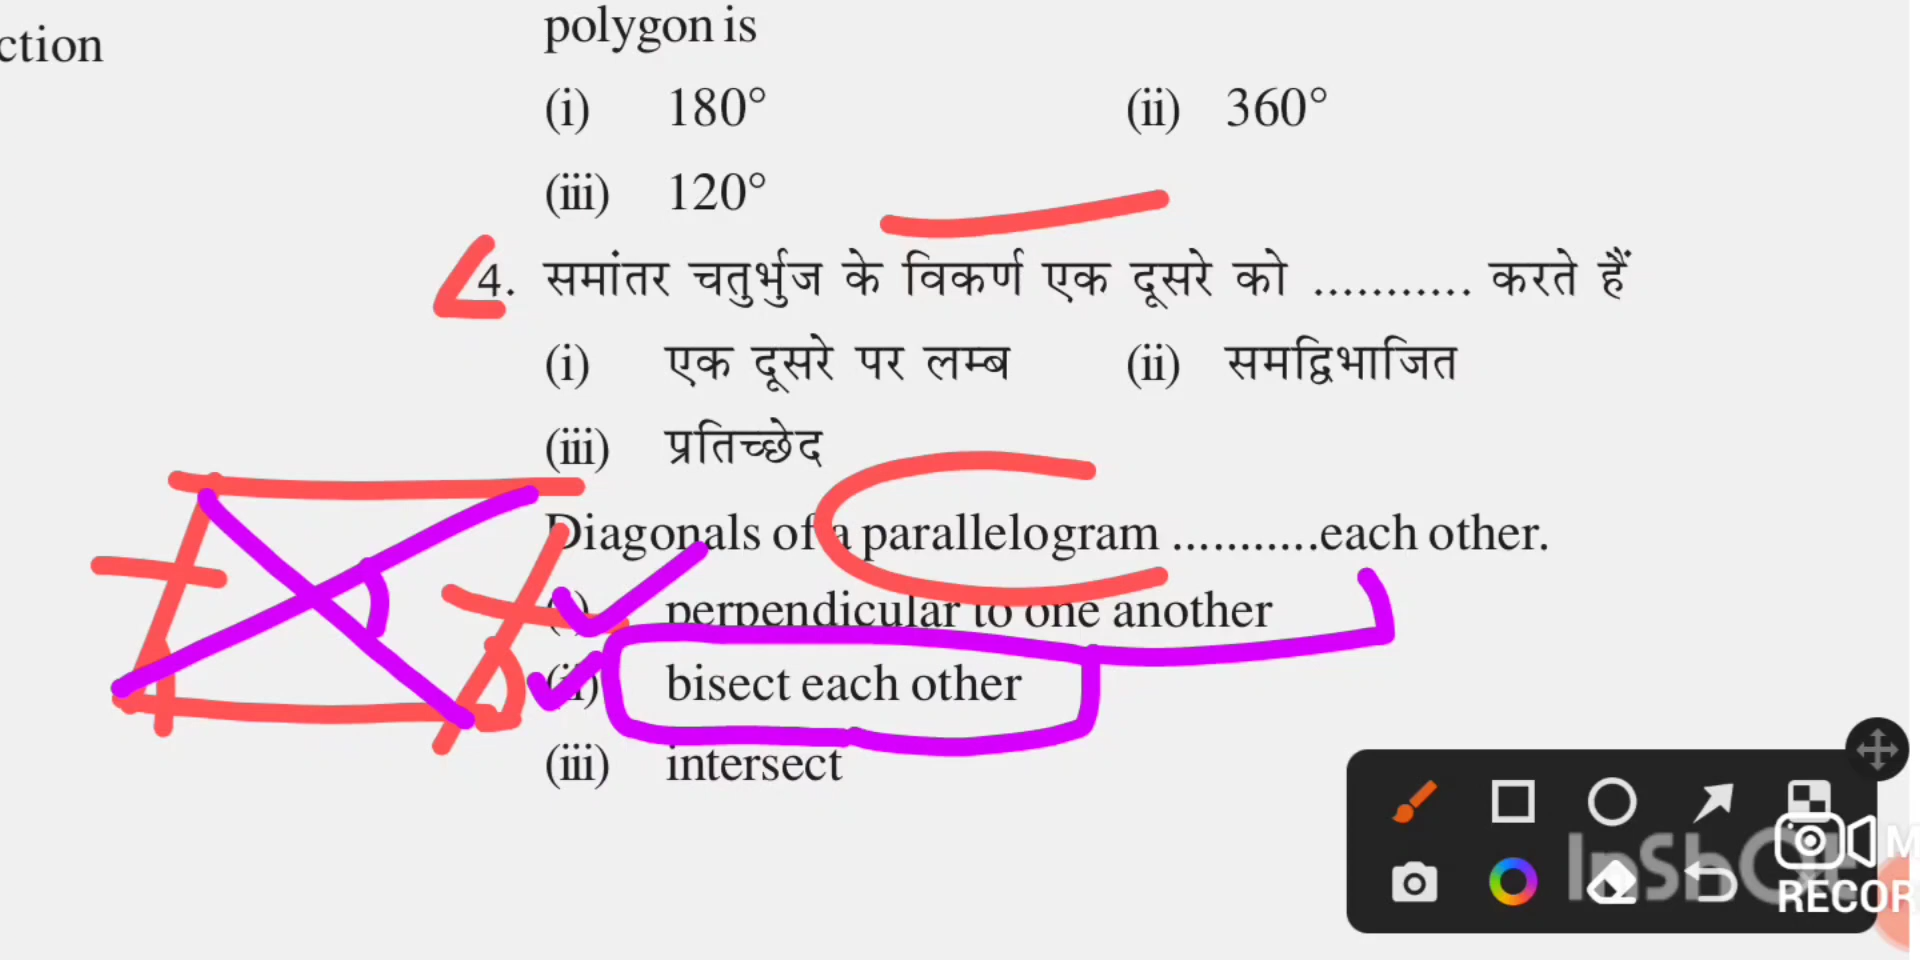 ction
polygon is
(i) 180° (ii) 360°
(iii) 120°
4. समांतर चतुर्भुज के विकर्ण एक दूसरे को ........... करते हैं
(i) एक दूसरे पर लम्ब (ii) समद्विभाजित
(iii) प्रतिच्छेद
Diagonals of a parallelogram ...........each other.
(i) perpendicular to one another
(ii) bisect each other
(iii) intersect
InShOt
RECOR